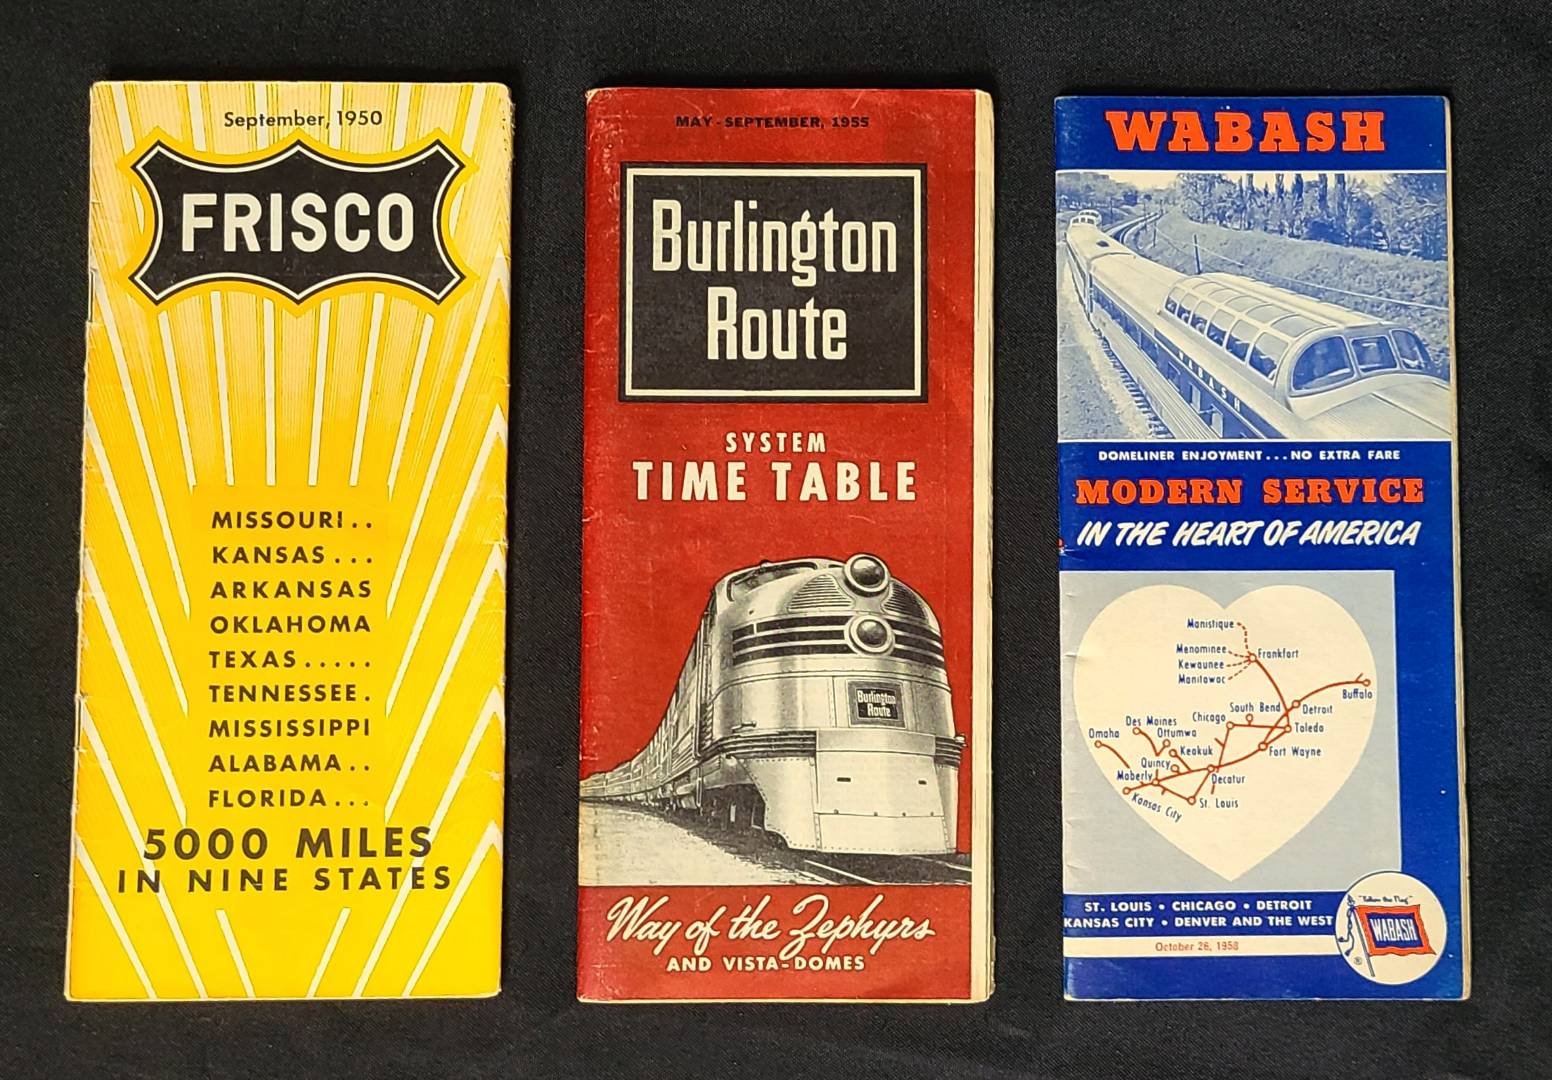 September, 1950
FRISCO
MISSOURI..
KANSAS...
ARKANSAS
OKLAHOMA
TEXAS.....
TENNESSEE.
MISSISSIPPI
ALABAMA..
FLORIDA...
5000 MILES
IN NINE STATES
MAY - SEPTEMBER, 1955
Burlington
Route
SYSTEM
TIME TABLE
Burlington
Route
Way of the Zephyrs
AND VISTA-DOMES
WABASH
WABASH
DOMELINER ENJOYMENT...NO EXTRA FARE
MODERN SERVICE
IN THE HEART OF AMERICA
Manistique
Menominee
Frankfort
Kewaunee
Manitowoc
Buffalo
South Bend
Detroit
Chicago
Toledo
Des Moines
Omaha
Ottumwa
Keokuk
Fort Wayne
Quincy
Moberly
Decatur
Kansas City
St. Louis
ST. LOUIS • CHICAGO • DETROIT
KANSAS CITY • DENVER AND THE WEST
October 26, 1958
"Follow the Flag"
WABASH
®